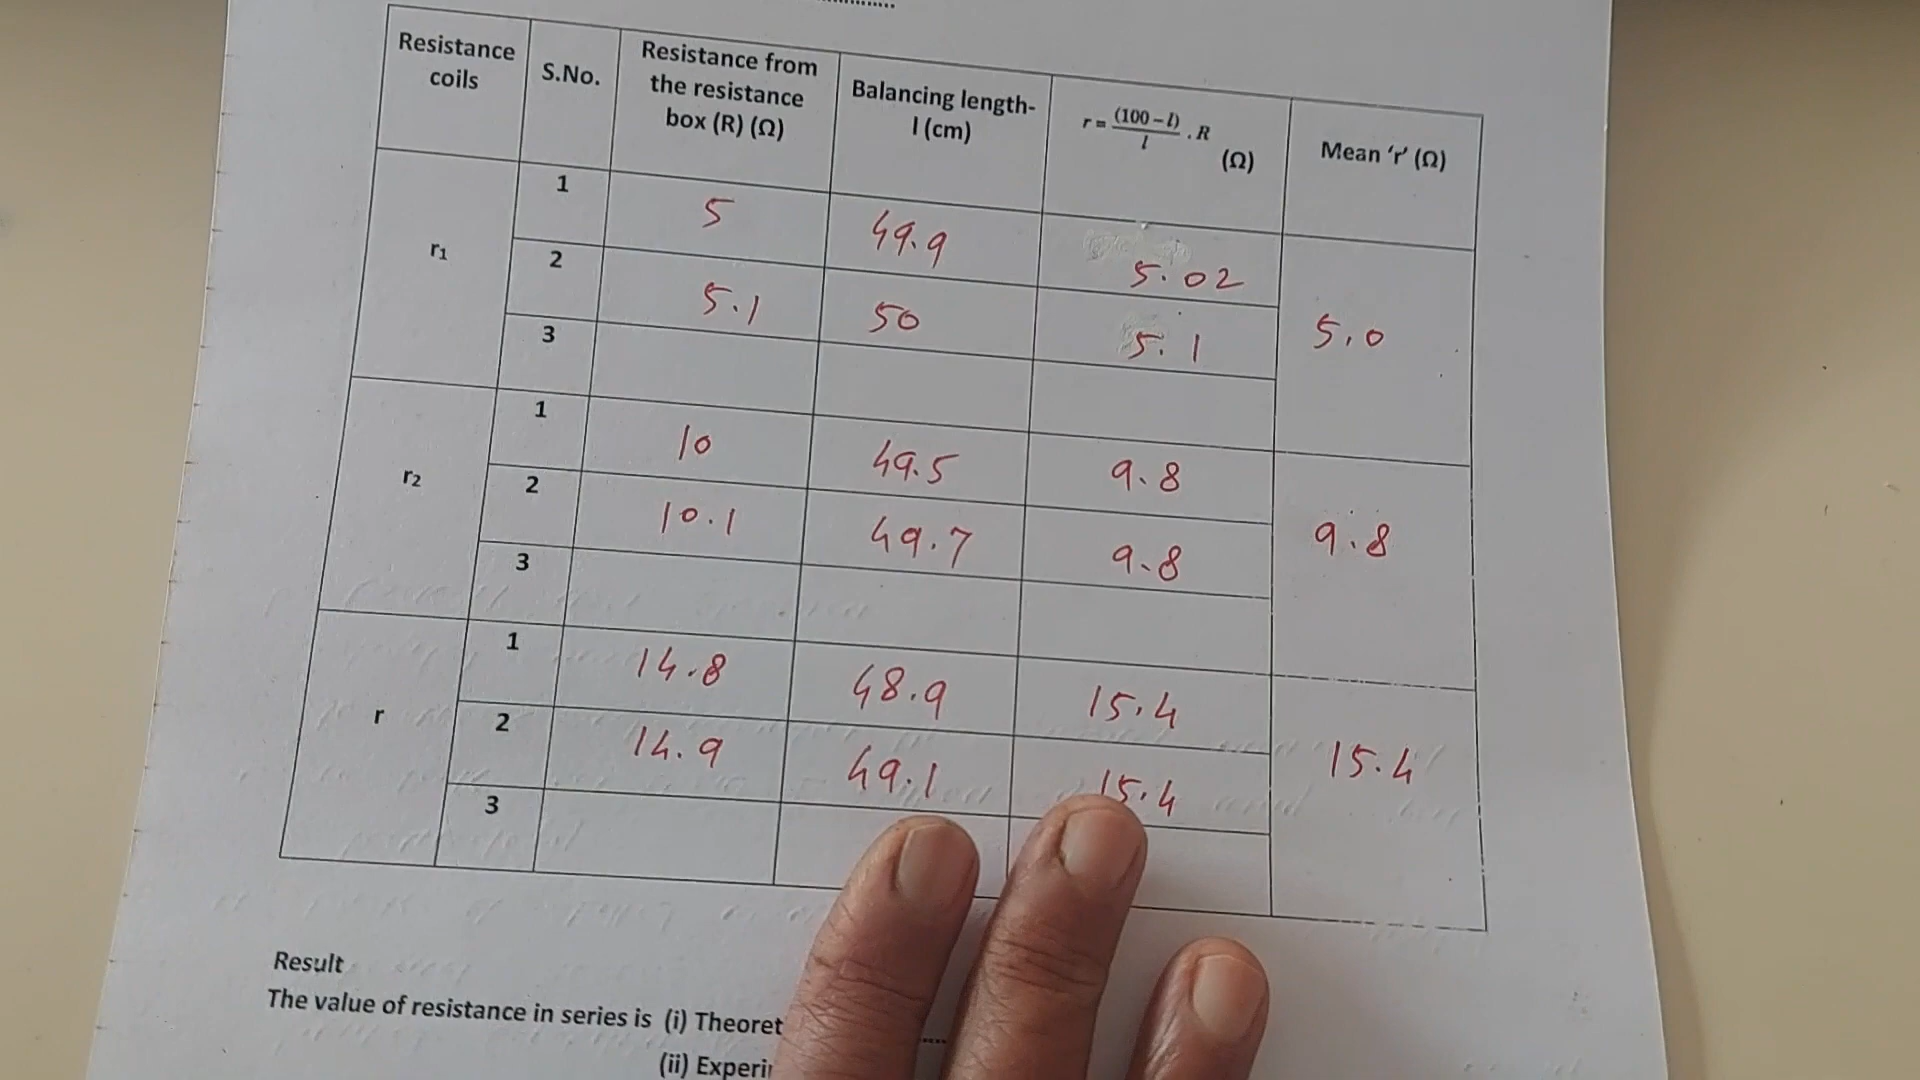 Resistance coils
S.No.
Resistance from the resistance box (R) (Ω)
Balancing length- l (cm)
r = (100 – l) / l . R (Ω)
Mean ‘r’ (Ω)
r₁
1 5 49.9 5.02
2 5.1 50 5.1
3
5.0
r₂
1 10 49.5 9.8
2 10.1 49.7 9.8
3
9.8
r
1 14.8 48.9 15.4
2 14.9 49.1 15.4
3
15.4
Result
The value of resistance in series is (i) Theoret
(ii) Experi